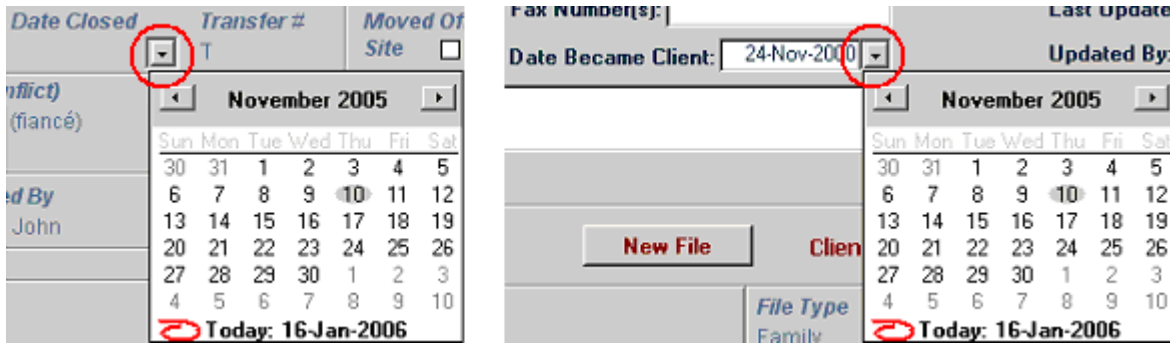 Date Closed Transfer # Moved Of
T Site
nflict)
(fiancé)
ed By
John
November 2005
Sun Mon Tue Wed Thu Fri Sat
30 31 1 2 3 4 5
6 7 8 9 10 11 12
13 14 15 16 17 18 19
20 21 22 23 24 25 26
27 28 29 30 1 2 3
4 5 6 7 8 9 10
Today: 16-Jan-2006
Fax Number(s): Last Update
Date Became Client: 24-Nov-2000 Updated By:
New File Clien
File Type
Family
November 2005
Sun Mon Tue Wed Thu Fri Sat
30 31 1 2 3 4 5
6 7 8 9 10 11 12
13 14 15 16 17 18 19
20 21 22 23 24 25 26
27 28 29 30 1 2 3
4 5 6 7 8 9 10
Today: 16-Jan-2006